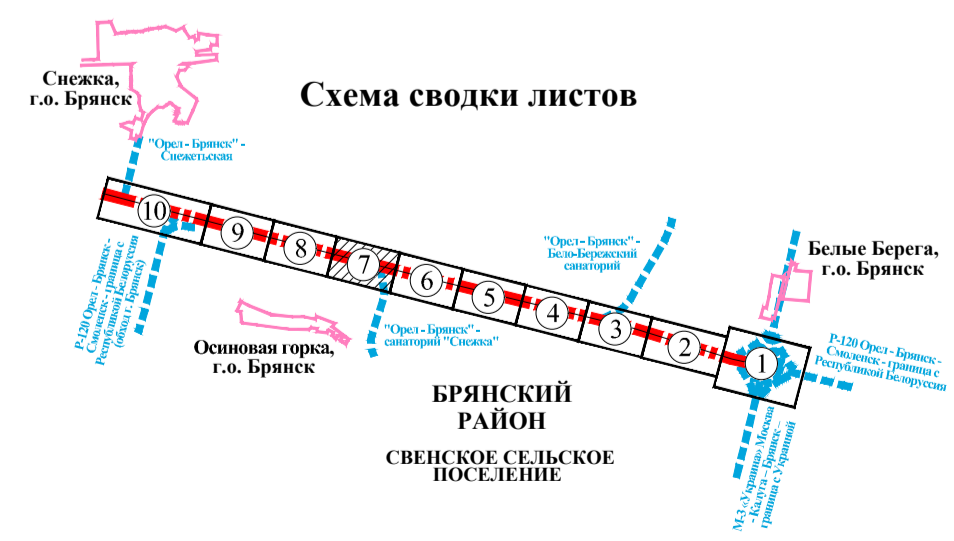 Схема сводки листов
Снежка,
г.о. Брянск
"Орел - Брянск" -
Снежетьская
10
9
8
7
6
5
4
3
2
1
Р-120 Орел - Брянск -
Смоленск - граница с
Республикой Белоруссия
(обход г. Брянск)
Осиновая горка,
г.о. Брянск
"Орел - Брянск" -
санаторий "Снежка"
"Орел - Брянск" -
Бело-Бережский
санаторий
Белые Берега,
г.о. Брянск
Р-120 Орел - Брянск -
Смоленск - граница с
Республикой Белоруссия
М-3 «Украина» Москва
- Калуга – Брянск –
граница с Украиной
БРЯНСКИЙ
РАЙОН
СВЕНСКОЕ СЕЛЬСКОЕ
ПОСЕЛЕНИЕ